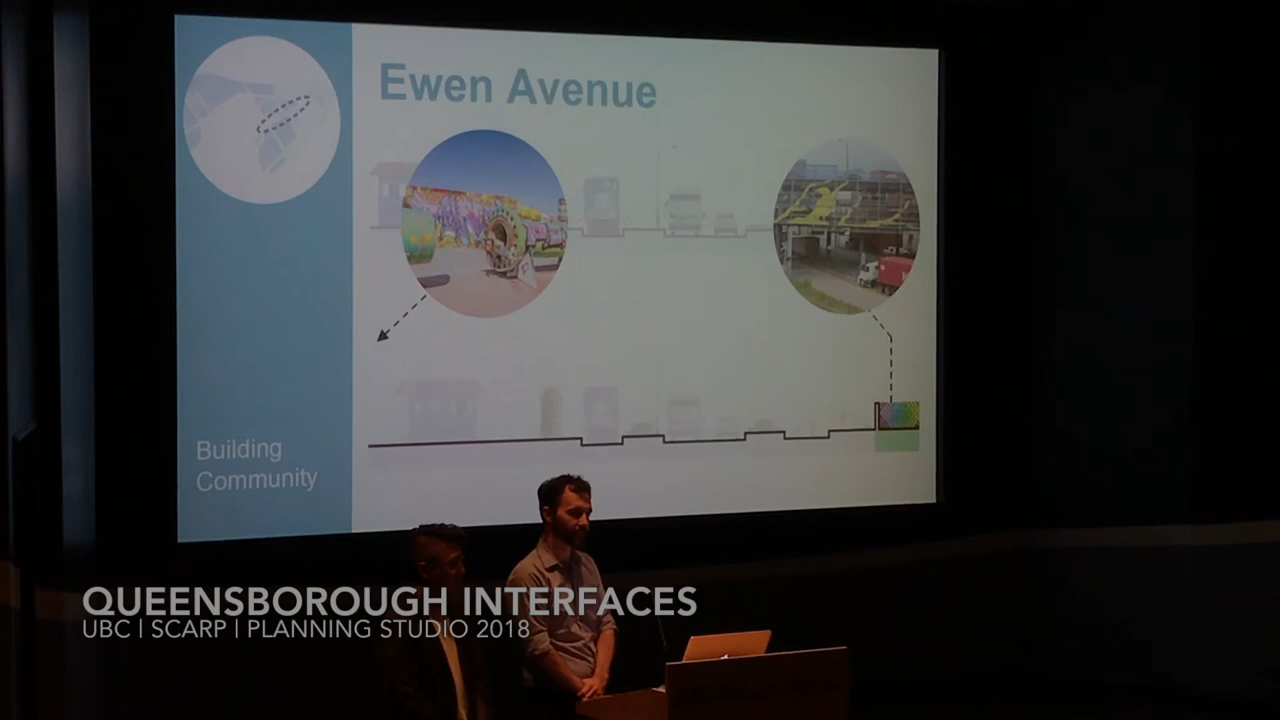 Ewen Avenue
Building
Community
QUEENSBOROUGH INTERFACES
UBC | SCARP | PLANNING STUDIO 2018